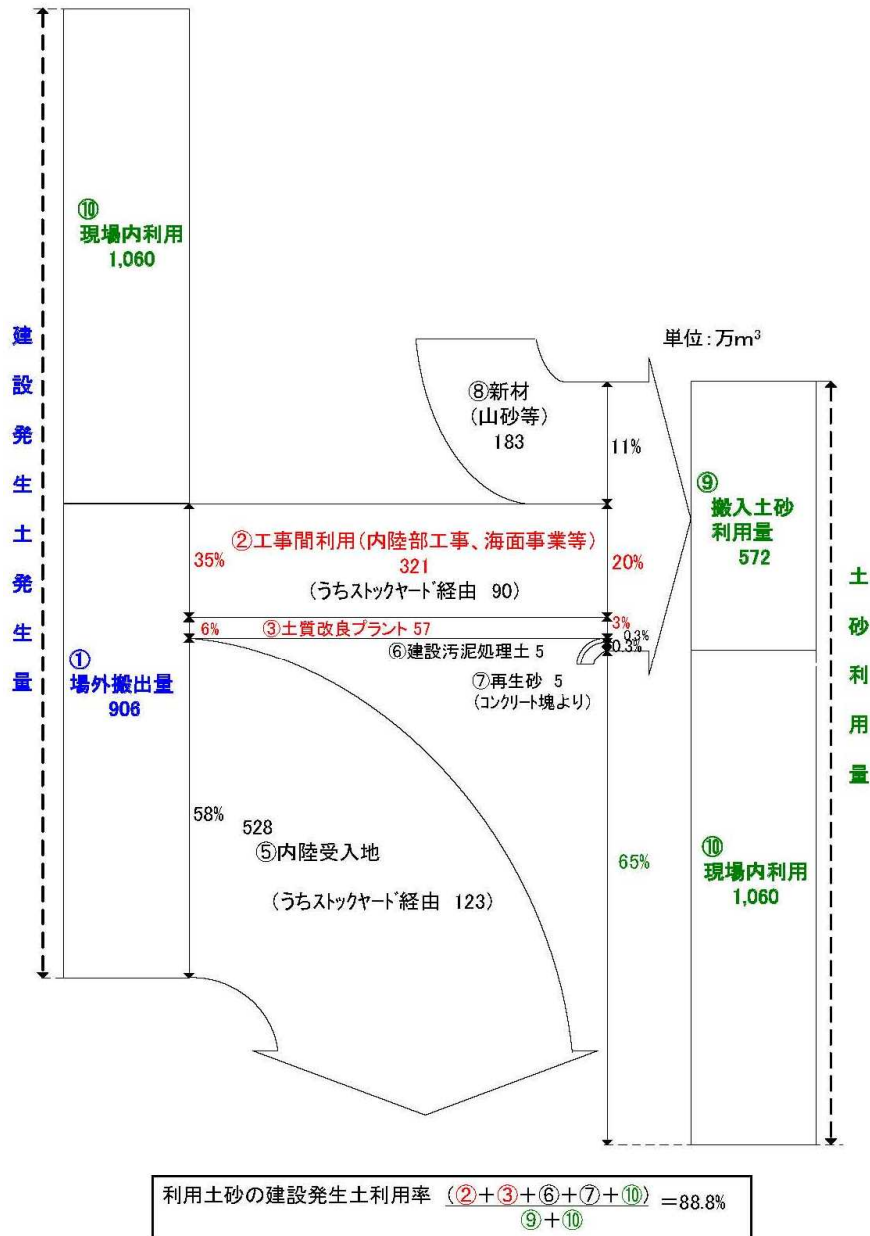 ⑩
現場内利用
1,060
建設発生土発生量
単位:万m³
⑧新材
(山砂等)
183
11%
⑨
搬入土砂
利用量
572
②工事間利用(内陸部工事、海面事業等)
35%
321
20%
(うちストックヤード経由 90)
6%
③土質改良プラント 57
3%
0.3%
⑥建設汚泥処理土 5
0.3%
⑦再生砂 5
(コンクリート塊より)
①
場外搬出量
906
土砂利用量
58%
528
⑤内陸受入地
(うちストックヤード経由 123)
65%
⑩
現場内利用
1,060
利用土砂の建設発生土利用率 (②+③+⑥+⑦+⑩)
⑨+⑩
=88.8%